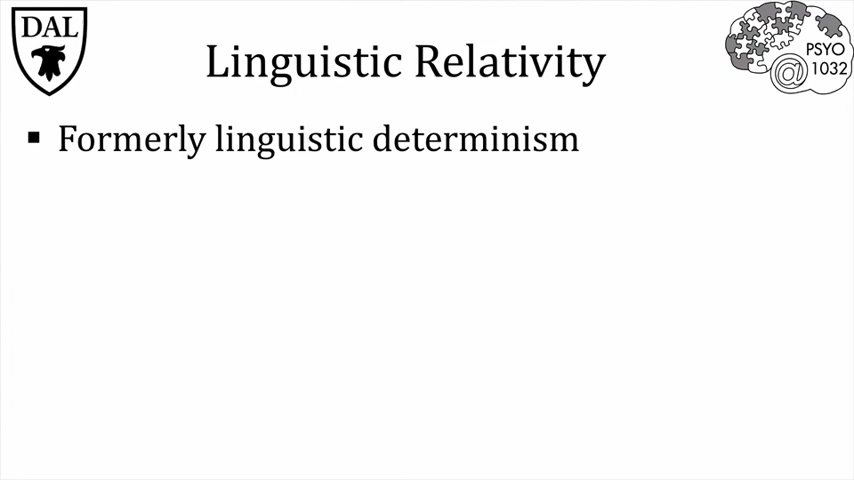 DAL
Linguistic Relativity
PSYO
@ 1032
▪ Formerly linguistic determinism